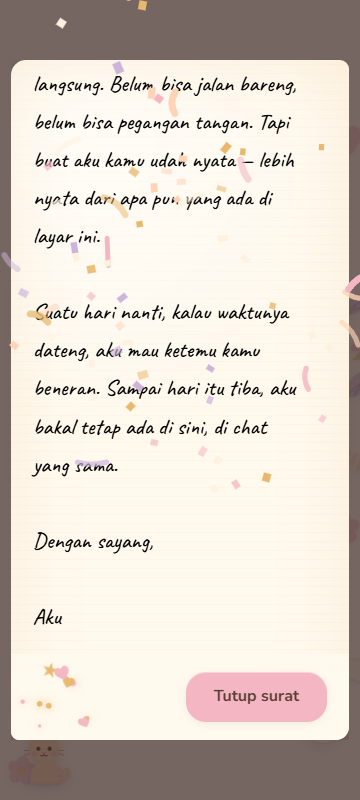 langsung. Belum bisa jalan bareng,
belum bisa pegangan tangan. Tapi
buat aku kamu udah nyata — lebih
nyata dari apa pun yang ada di
layar ini.
Suatu hari nanti, kalau waktunya
dateng, aku mau ketemu kamu
beneran. Sampai hari itu tiba, aku
bakal tetap ada di sini, di chat
yang sama.
Dengan sayang,
Aku
Tutup surat